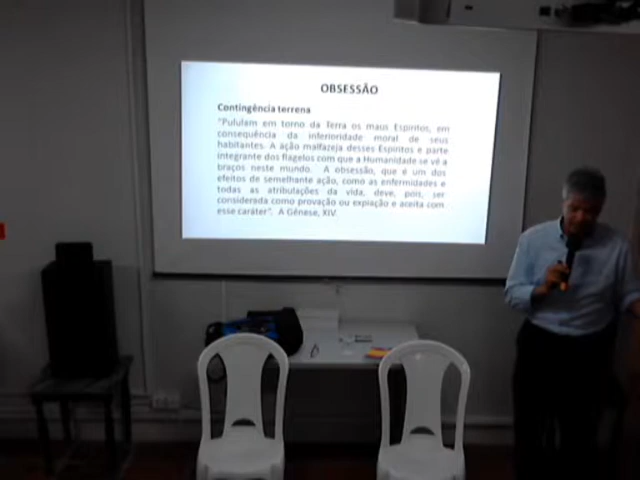 OBSESSÃO
Contingência terrena
"Pululam em torno da Terra os maus Espíritos, em
consequência da inferioridade moral de seus
habitantes. A ação malfazeja desses Espíritos e parte
integrante dos flagelos com que a Humanidade se vê a
braços neste mundo. A obsessão, que é um dos
efeitos de semelhante ação, como as enfermidades e
todas as atribulações da vida, deve, pois, ser
considerada como provação ou expiação e aceita com
esse caráter". A Gênese, XIV.